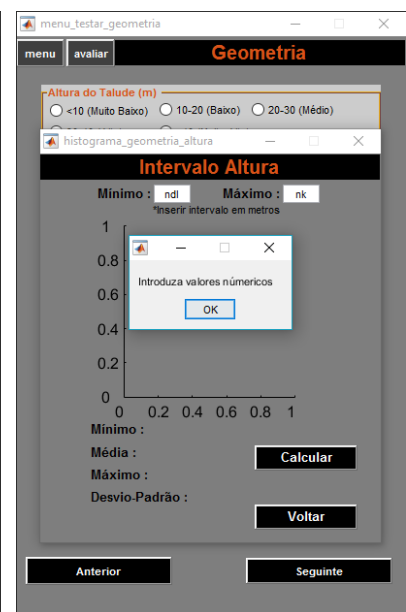 menu_testar_geometria
menu avaliar Geometria
Altura do Talude (m)
<10 (Muito Baixo) 10-20 (Baixo) 20-30 (Médio)
histograma_geometria_altura
Intervalo Altura
Mínimo : ndl Máximo : nk
*Inserir intervalo em metros
1
0.8
0.6
0.4
0.2
0
0 0.2 0.4 0.6 0.8 1
Introduza valores númericos
OK
Mínimo :
Média :
Máximo :
Desvio-Padrão :
Calcular
Voltar
Anterior Seguinte